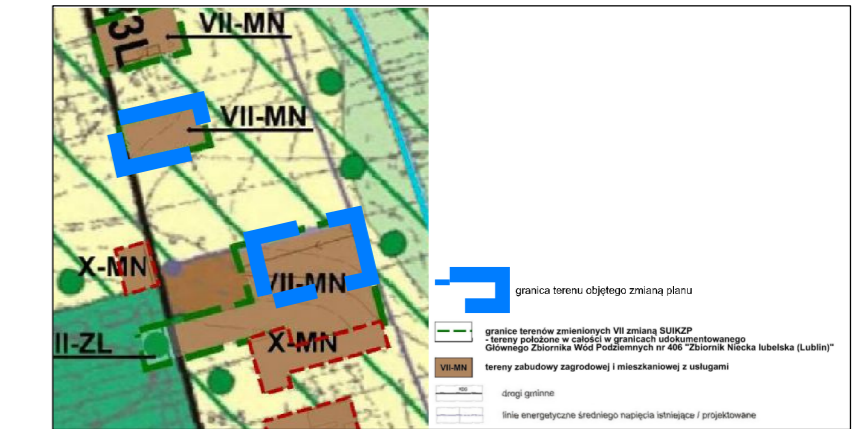 3L
VII-MN
VII-MN
X-MN
VII-MN
II-ZL
X-MN
granica terenu objętego zmianą planu
granice terenów zmienionych VII zmianą SUIKZP
- tereny położone w całości w granicach udokumentowanego
Głównego Zbiornika Wód Podziemnych nr 406 "Zbiornik Niecka lubelska (Lublin)"
VII-MN tereny zabudowy zagrodowej i mieszkaniowej z usługami
drogi gminne
linie energetyczne średniego napięcia istniejące / projektowane